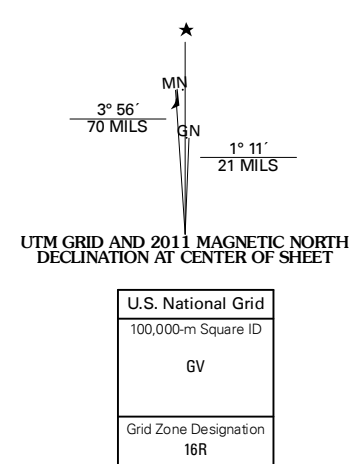 MN
3° 56´
70 MILS
GN
1° 11´
21 MILS
UTM GRID AND 2011 MAGNETIC NORTH
DECLINATION AT CENTER OF SHEET
U.S. National Grid
100,000-m Square ID
GV
Grid Zone Designation
16R